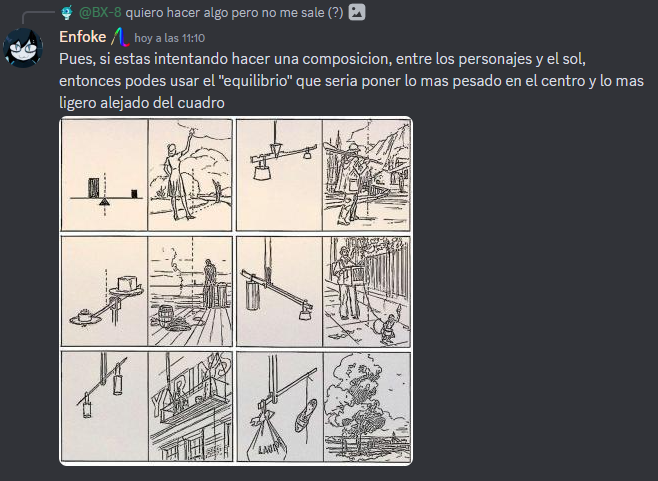 @BX-8 quiero hacer algo pero no me sale (?)
Enfoke hoy a las 11:10
Pues, si estas intentando hacer una composicion, entre los personajes y el sol,
entonces podes usar el "equilibrio" que seria poner lo mas pesado en el centro y lo mas
ligero alejado del cuadro